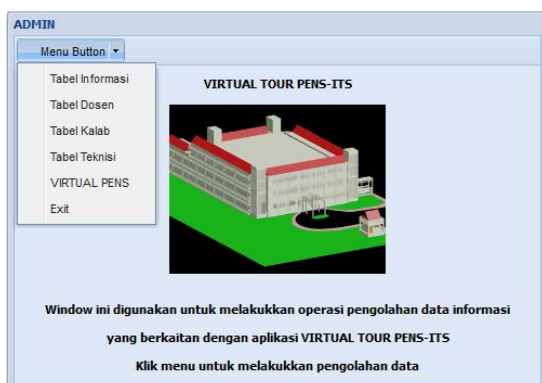 ADMIN
Menu Button
Tabel Informasi
Tabel Dosen
Tabel Kalab
Tabel Teknisi
VIRTUAL PENS
Exit
VIRTUAL TOUR PENS-ITS
Window ini digunakan untuk melakukkan operasi pengolahan data informasi
yang berkaitan dengan aplikasi VIRTUAL TOUR PENS-ITS
Klik menu untuk melakukkan pengolahan data